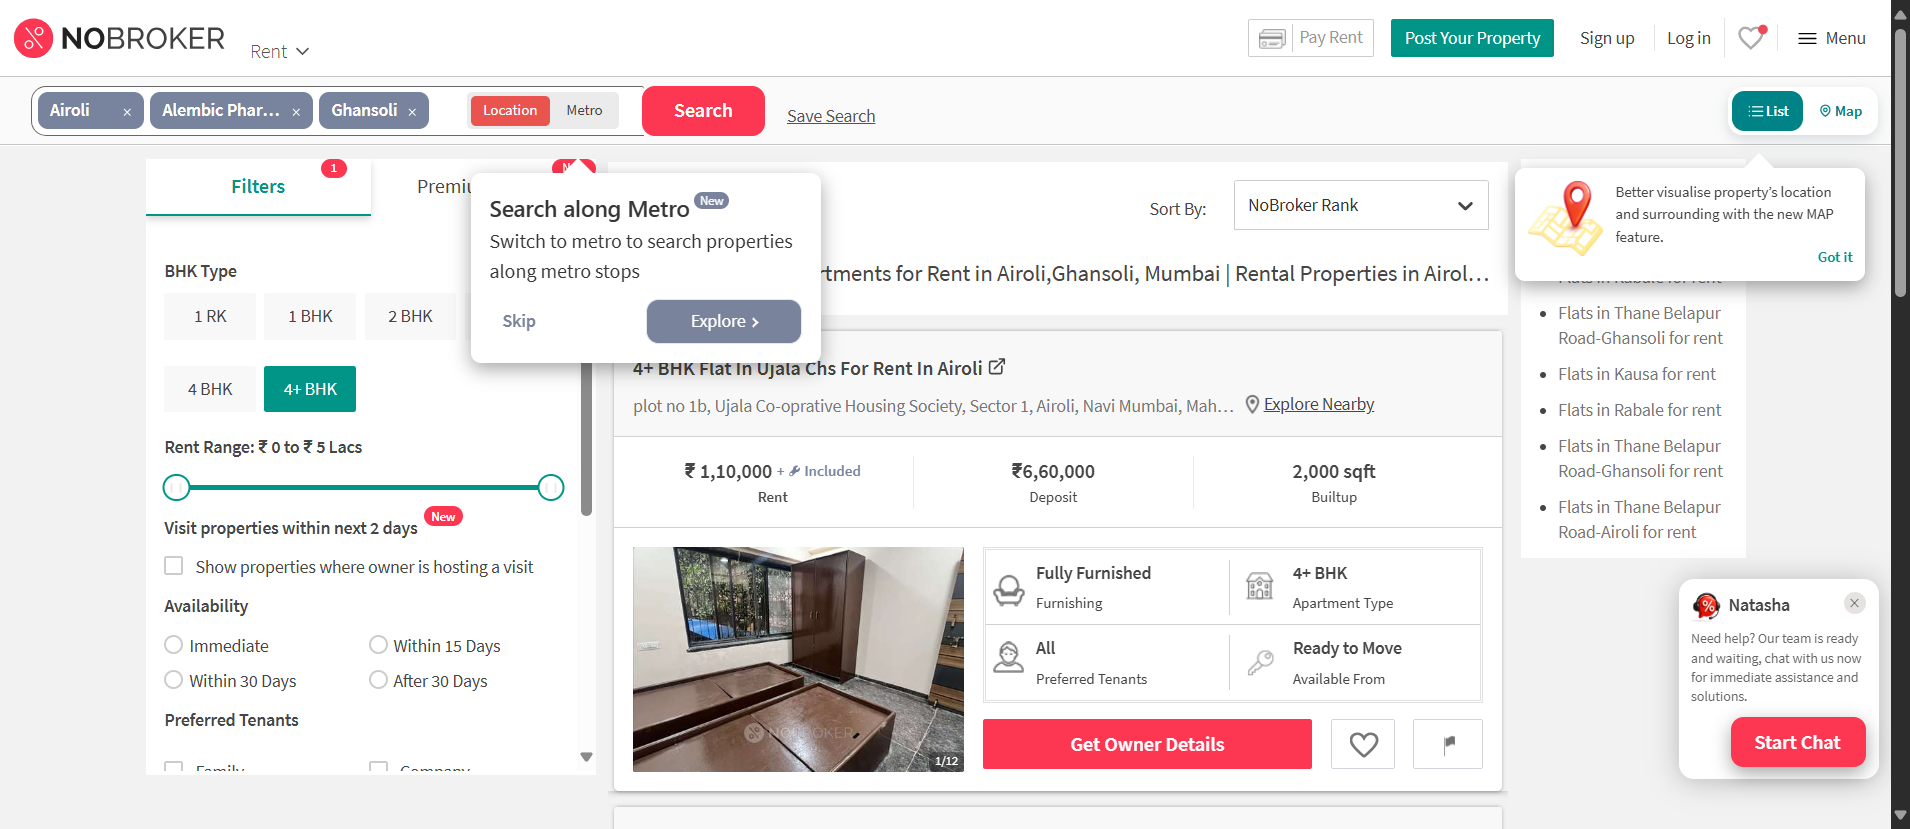 NOBROKER
Rent
Pay Rent
Post Your Property
Sign up
Log in
Menu
Airoli ×
Alembic Phar... ×
Ghansoli ×
Location
Metro
Search
Save Search
List
Map
Filters
1
Search along Metro New
Switch to metro to search properties
along metro stops
Skip
Explore ›
Sort By:
NoBroker Rank
for Rent in Airoli,Ghansoli, Mumbai | Rental Properties in Airol...
Better visualise property's location
and surrounding with the new MAP
feature.
Got it
BHK Type
1 RK
1 BHK
2 BHK
4 BHK
4+ BHK
Rent Range: ₹ 0 to ₹ 5 Lacs
Visit properties within next 2 days New
Show properties where owner is hosting a visit
Availability
Immediate
Within 15 Days
Within 30 Days
After 30 Days
Preferred Tenants
Family
Company
4+ BHK Flat In Ujala Chs For Rent In Airoli
plot no 1b, Ujala Co-oprative Housing Society, Sector 1, Airoli, Navi Mumbai, Mah...
Explore Nearby
₹ 1,10,000 + Included
Rent
₹6,60,000
Deposit
2,000 sqft
Builtup
NOBROKER
1/12
Fully Furnished
Furnishing
4+ BHK
Apartment Type
All
Preferred Tenants
Ready to Move
Available From
Get Owner Details
Flats in Rabale for rent
Flats in Thane Belapur
Road-Ghansoli for rent
Flats in Kausa for rent
Flats in Rabale for rent
Flats in Thane Belapur
Road-Ghansoli for rent
Flats in Thane Belapur
Road-Airoli for rent
Natasha
Need help? Our team is ready
and waiting, chat with us now
for immediate assistance and
solutions.
Start Chat